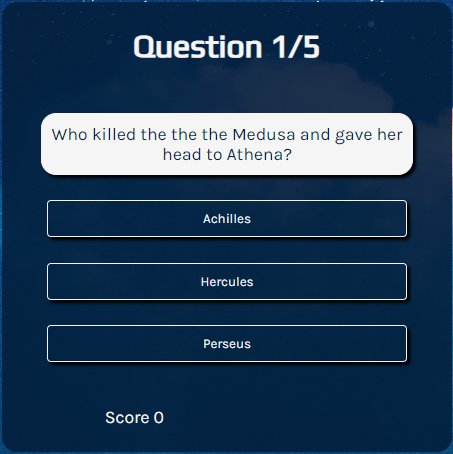 Question 1/5
Who killed the the the Medusa and gave her
head to Athena?
Achilles
Hercules
Perseus
Score 0